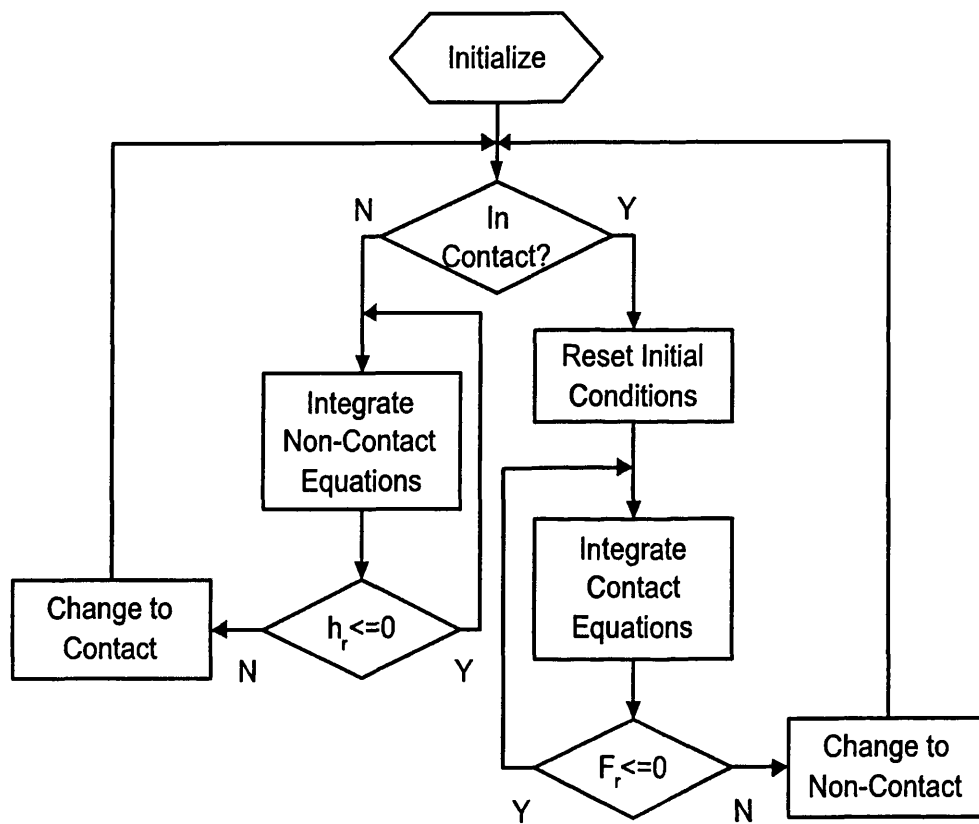 Initialize
N
Y
In
Contact?
Reset Initial
Conditions
Integrate
Non-Contact
Equations
Integrate
Contact
Equations
Change to
Contact
h_r<=0
N
Y
F_r<=0
Y
N
Change to
Non-Contact